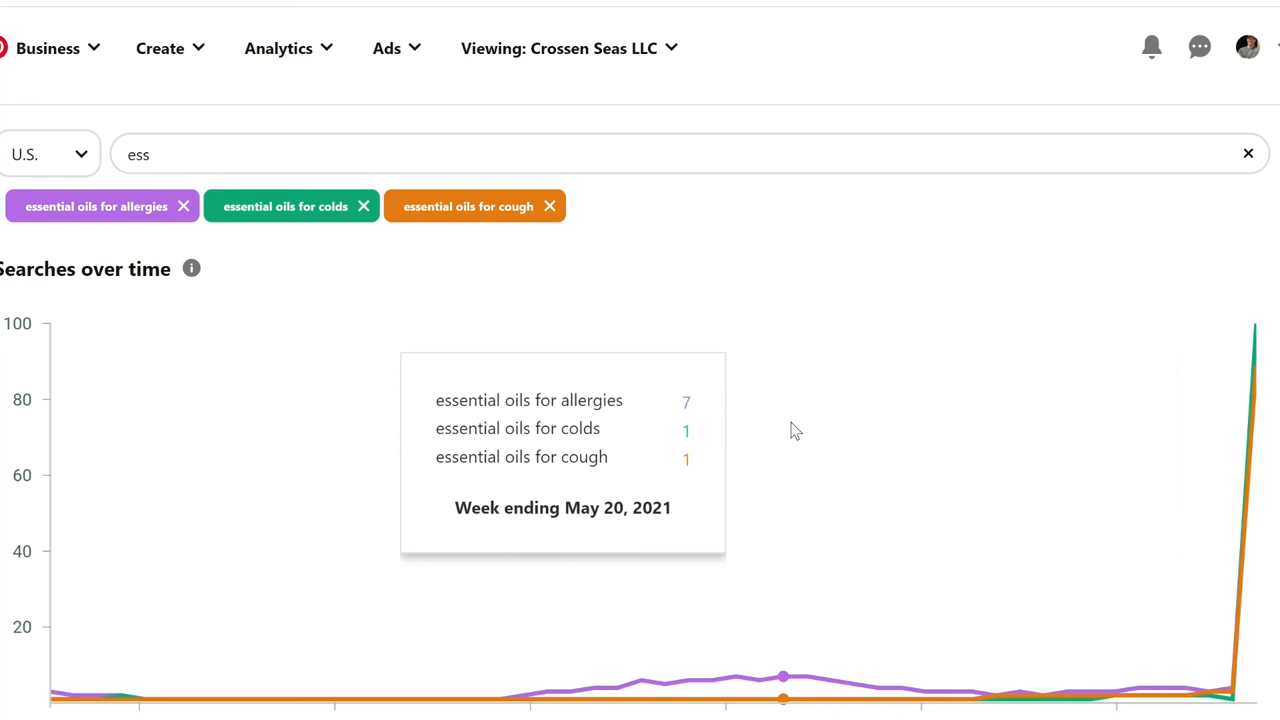 Business Create Analytics Ads Viewing: Crossen Seas LLC
U.S. ess
essential oils for allergies essential oils for colds essential oils for cough
Searches over time
100
80
60
40
20
essential oils for allergies 7
essential oils for colds 1
essential oils for cough 1
Week ending May 20, 2021